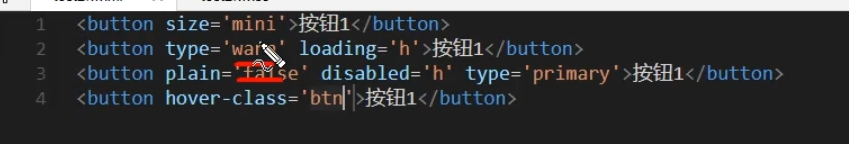 1 <button size='mini'>按钮1</button>
2 <button type='warn' loading='h'>按钮1</button>
3 <button plain='false' disabled='h' type='primary'>按钮1</button>
4 <button hover-class='btn'>按钮1</button>